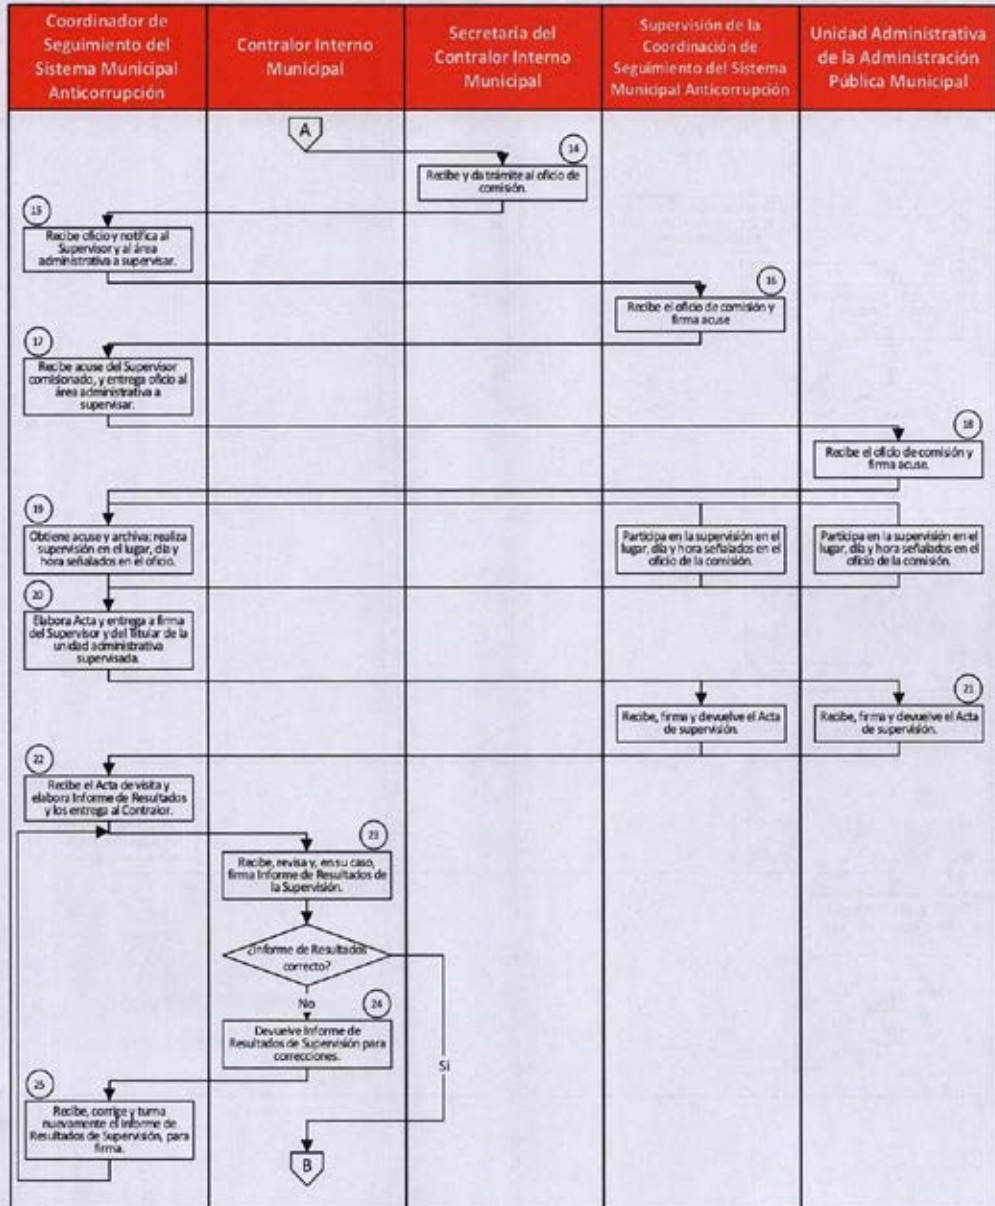 Coordinador de
Seguimiento del
Sistema Municipal
Anticorrupción
Contralor Interno
Municipal
Secretaria del
Contralor Interno
Municipal
Supervisión de la
Coordinación de
Seguimiento del Sistema
Municipal Anticorrupción
Unidad Administrativa
de la Administración
Pública Municipal
A
14
Recibe y da trámite al oficio de
comisión.
15
Recibe oficio y notifica al
Supervisor y al área
administrativa a supervisar.
16
Recibe el oficio de comisión y
firma acuse
17
Recibe acuse del Supervisor
comisionado, y entrega oficio al
área administrativa a
supervisar.
18
Recibe el oficio de comisión y
firma acuse.
19
Obtiene acuse y archiva; realiza
supervisión en el lugar, día y
hora señalados en el oficio.
Participa en la supervisión en el
lugar, día y hora señalados en el
oficio de la comisión.
Participa en la supervisión en el
lugar, día y hora señalados en el
oficio de la comisión.
20
Elabora Acta y entrega a firma
del Supervisor y del Titular de la
unidad administrativa
supervisada.
Recibe, firma y devuelve el Acta
de supervisión.
21
Recibe, firma y devuelve el Acta
de supervisión.
22
Recibe el Acta de visita y
elabora Informe de Resultados
y los entrega al Contralor.
23
Recibe, revisa y, en su caso,
firma Informe de Resultados de
la Supervisión.
¿Informe de Resultados
correcto?
No
24
Devuelve Informe de
Resultados de Supervisión para
correcciones.
Si
25
Recibe, corrige y turna
nuevamente el Informe de
Resultados de Supervisión, para
firma.
B